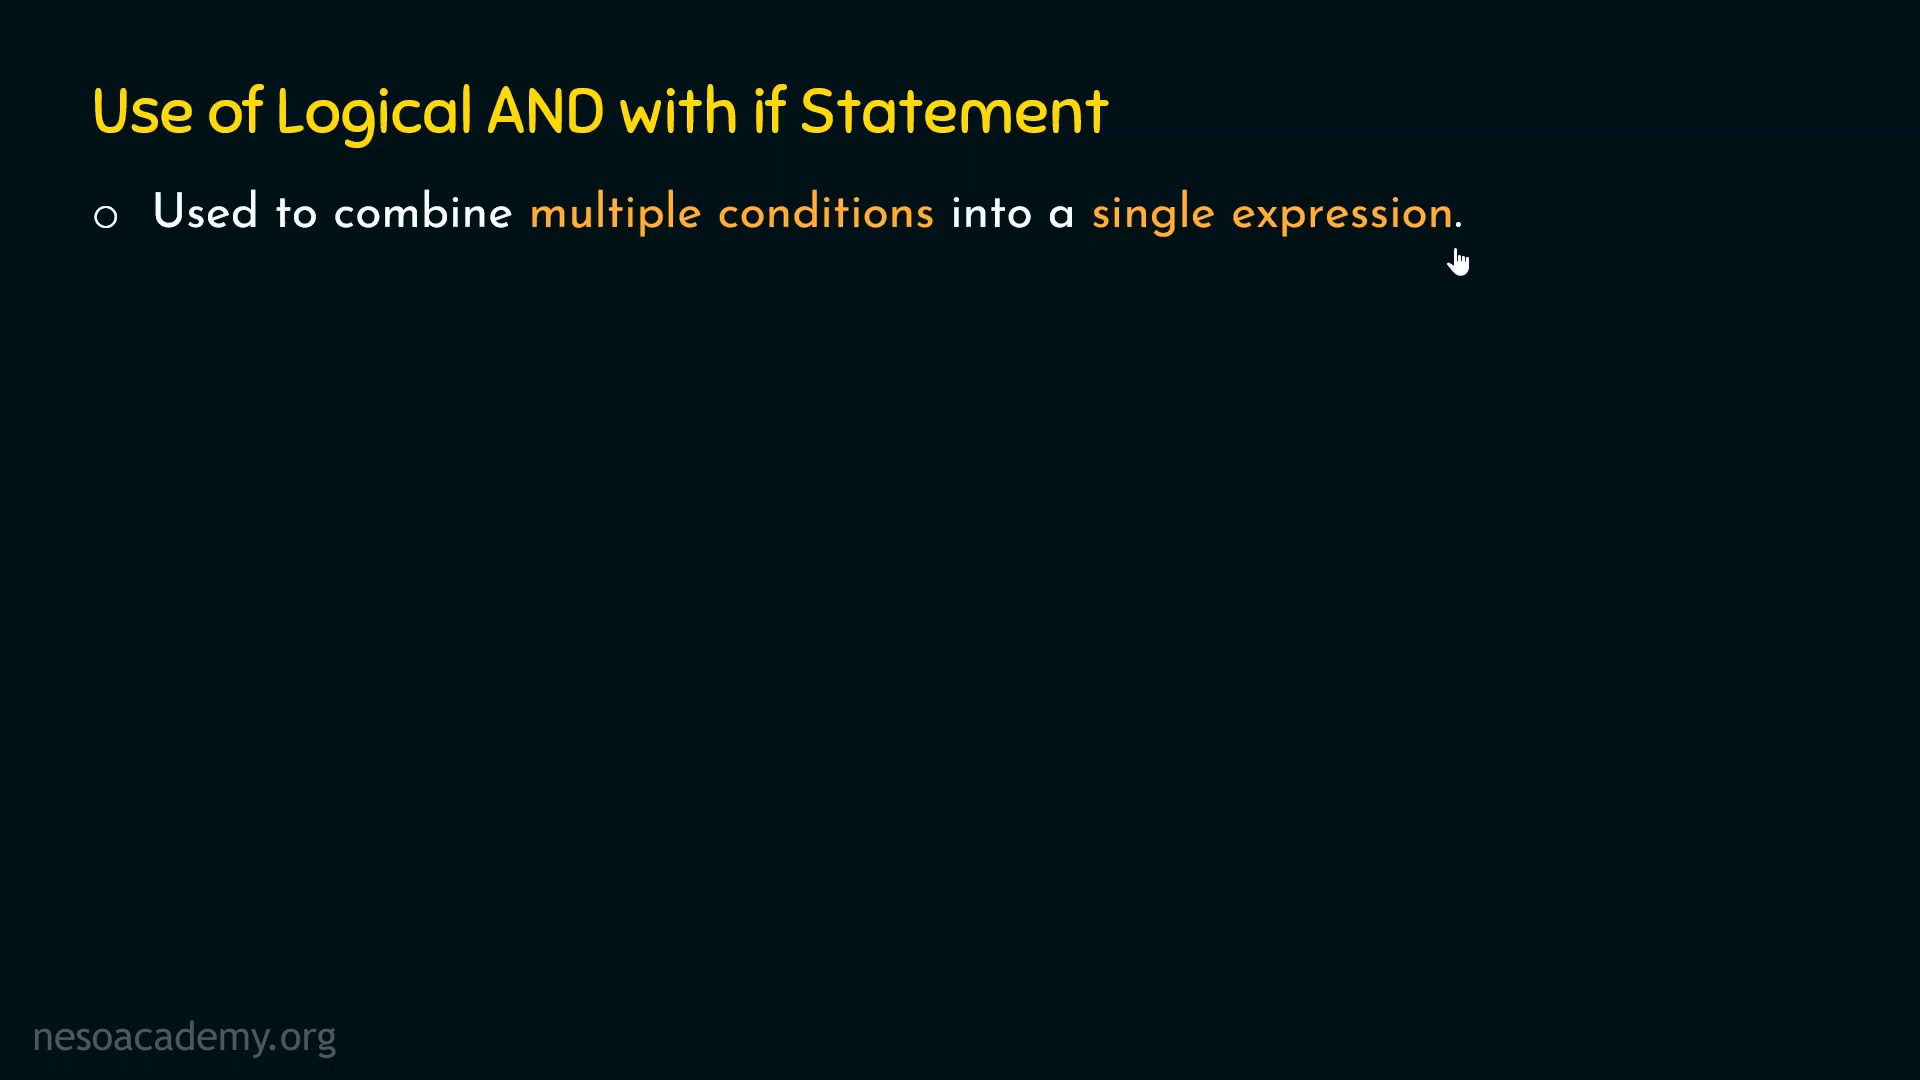 Use of Logical AND with if Statement
o Used to combine multiple conditions into a single expression.
nesoacademy.org